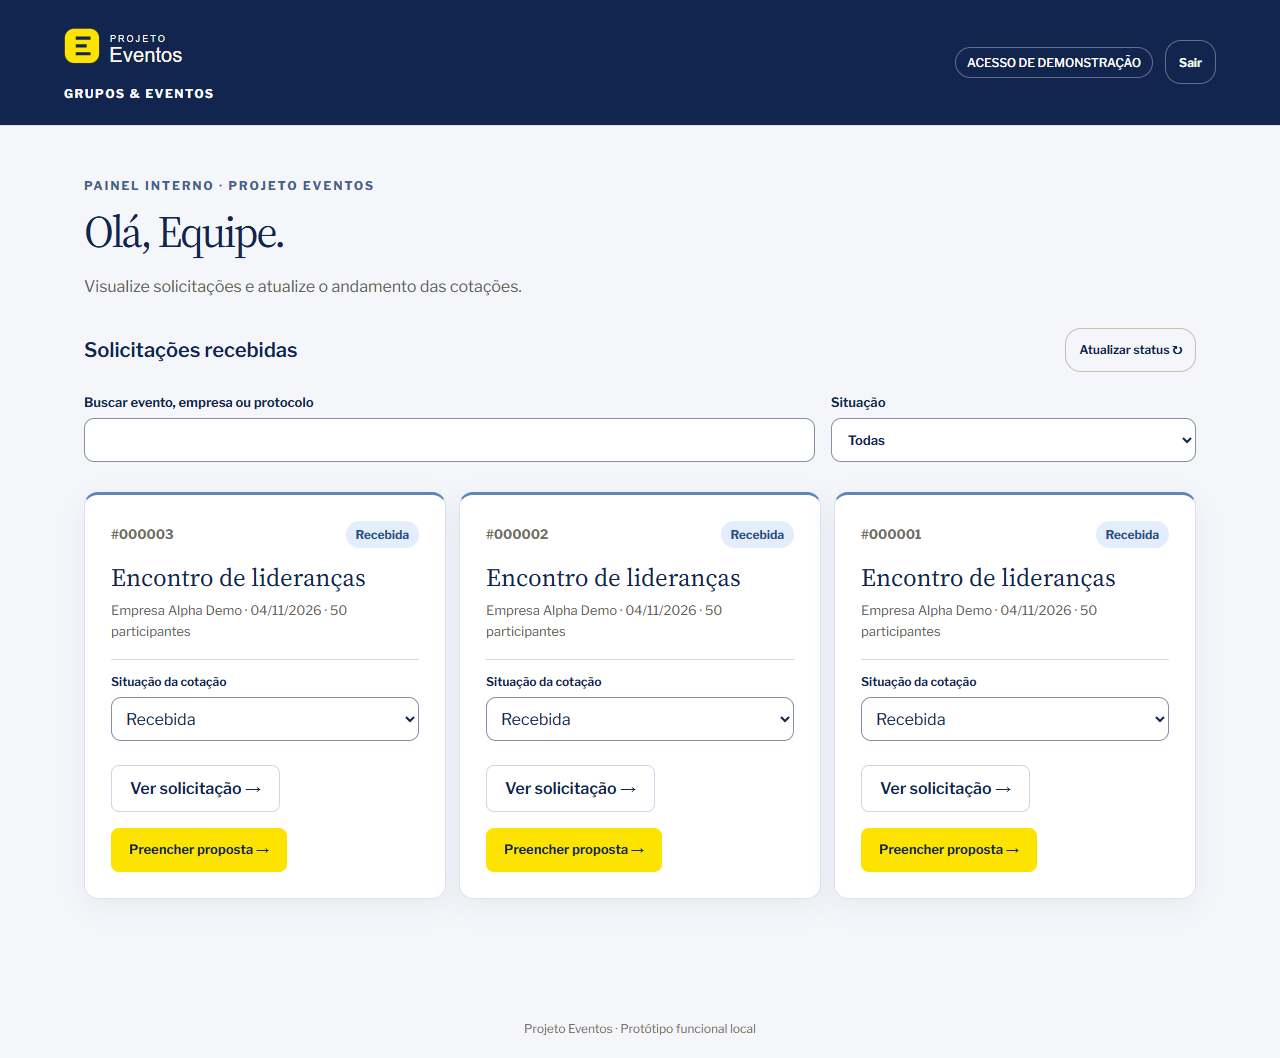 PROJETO
Eventos
GRUPOS & EVENTOS
ACESSO DE DEMONSTRAÇÃO
Sair
PAINEL INTERNO · PROJETO EVENTOS
Olá, Equipe.
Visualize solicitações e atualize o andamento das cotações.
Solicitações recebidas
Atualizar status ↻
Buscar evento, empresa ou protocolo
Situação
Todas
#000003
Recebida
Encontro de lideranças
Empresa Alpha Demo · 04/11/2026 · 50
participantes
Situação da cotação
Recebida
Ver solicitação →
Preencher proposta →
#000002
Recebida
Encontro de lideranças
Empresa Alpha Demo · 04/11/2026 · 50
participantes
Situação da cotação
Recebida
Ver solicitação →
Preencher proposta →
#000001
Recebida
Encontro de lideranças
Empresa Alpha Demo · 04/11/2026 · 50
participantes
Situação da cotação
Recebida
Ver solicitação →
Preencher proposta →
Projeto Eventos · Protótipo funcional local